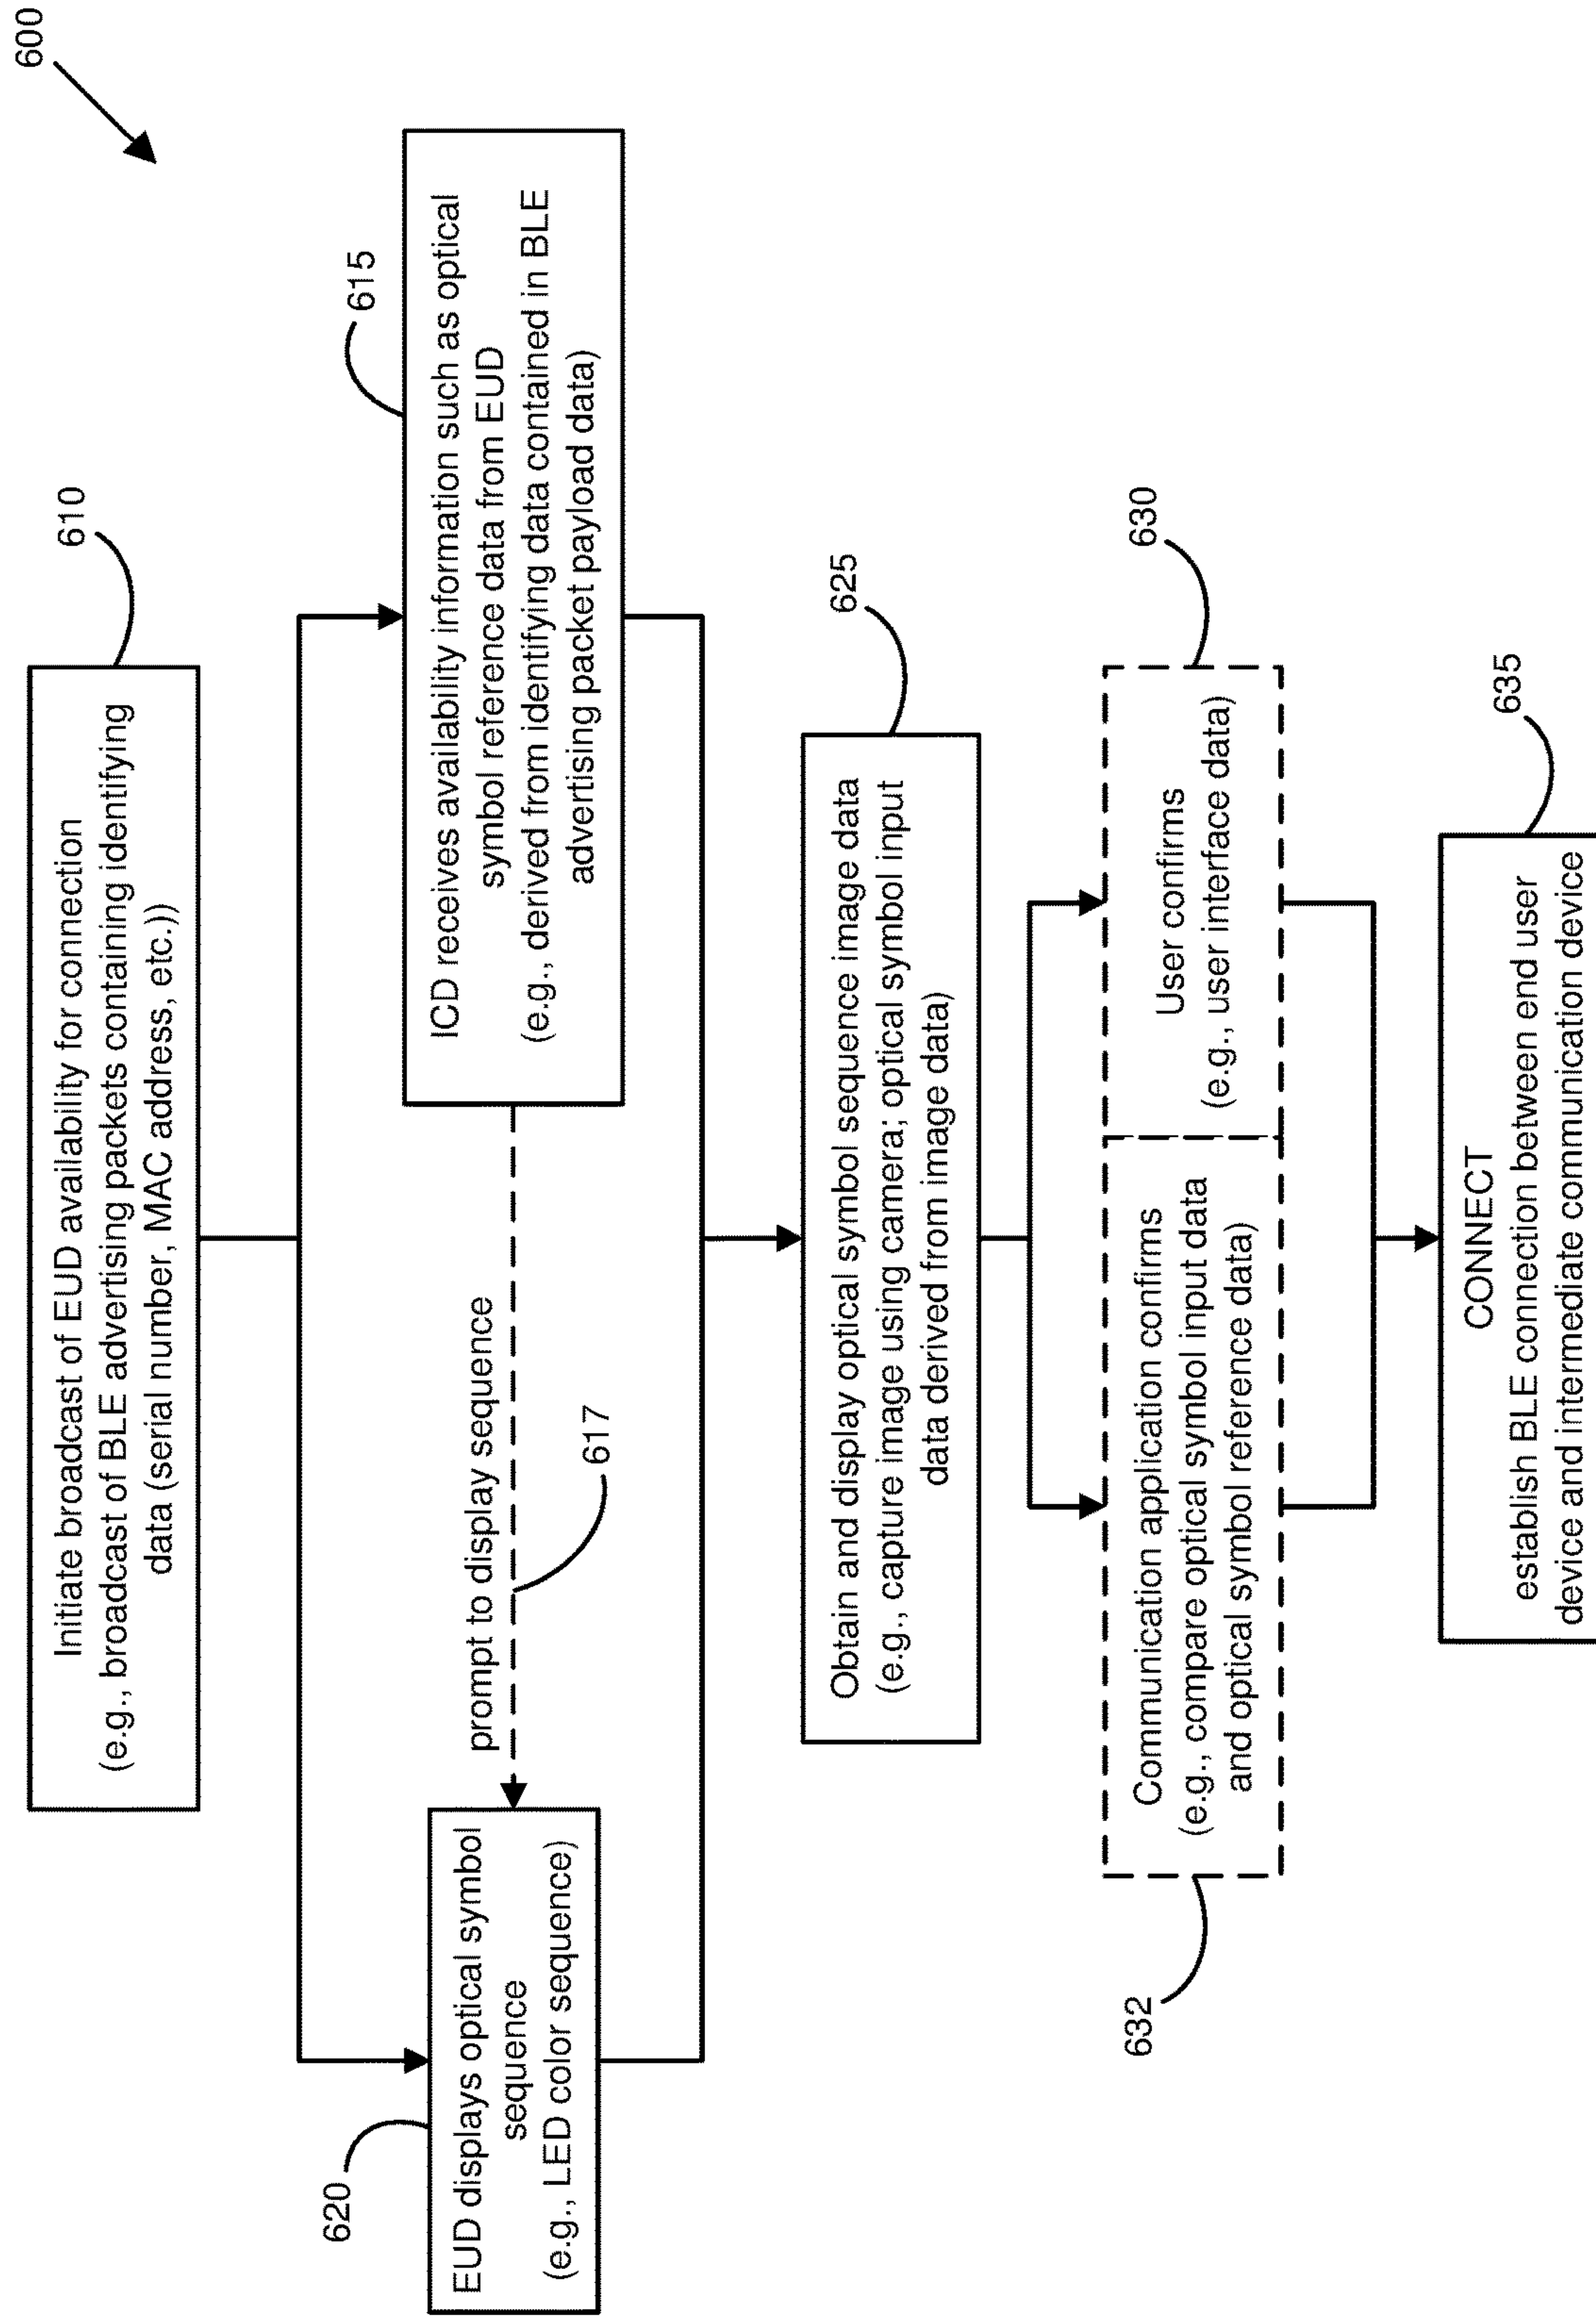 600
610
Initiate broadcast of EUD availability for connection
(e.g., broadcast of BLE advertising packets containing identifying
data (serial number, MAC address, etc.))
620
EUD displays optical symbol
sequence
(e.g., LED color sequence)
prompt to display sequence
617
615
ICD receives availability information such as optical
symbol reference data from EUD
(e.g., derived from identifying data contained in BLE
advertising packet payload data)
625
Obtain and display optical symbol sequence image data
(e.g., capture image using camera; optical symbol input
data derived from image data)
632
Communication application confirms
(e.g., compare optical symbol input data
and optical symbol reference data)
630
User confirms
(e.g., user interface data)
635
CONNECT
establish BLE connection between end user
device and intermediate communication device